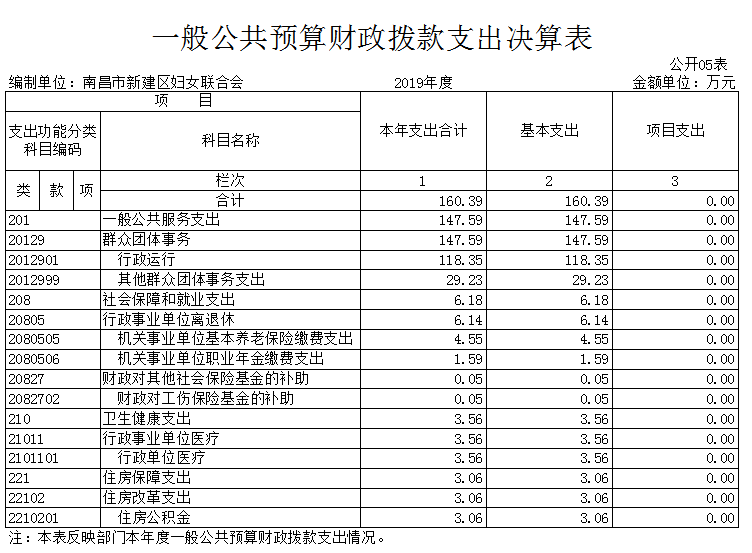 一般公共预算财政拨款支出决算表
公开05表
编制单位：南昌市新建区妇女联合会 2019年度 金额单位：万元
项 目 本年支出合计 基本支出 项目支出
支出功能分类科目编码 科目名称
类 款 项 栏次 1 2 3
合计 160.39 160.39 0.00
201 一般公共服务支出 147.59 147.59 0.00
20129 群众团体事务 147.59 147.59 0.00
2012901 行政运行 118.35 118.35 0.00
2012999 其他群众团体事务支出 29.23 29.23 0.00
208 社会保障和就业支出 6.18 6.18 0.00
20805 行政事业单位离退休 6.14 6.14 0.00
2080505 机关事业单位基本养老保险缴费支出 4.55 4.55 0.00
2080506 机关事业单位职业年金缴费支出 1.59 1.59 0.00
20827 财政对其他社会保险基金的补助 0.05 0.05 0.00
2082702 财政对工伤保险基金的补助 0.05 0.05 0.00
210 卫生健康支出 3.56 3.56 0.00
21011 行政事业单位医疗 3.56 3.56 0.00
2101101 行政单位医疗 3.56 3.56 0.00
221 住房保障支出 3.06 3.06 0.00
22102 住房改革支出 3.06 3.06 0.00
2210201 住房公积金 3.06 3.06 0.00
注：本表反映部门本年度一般公共预算财政拨款支出情况。